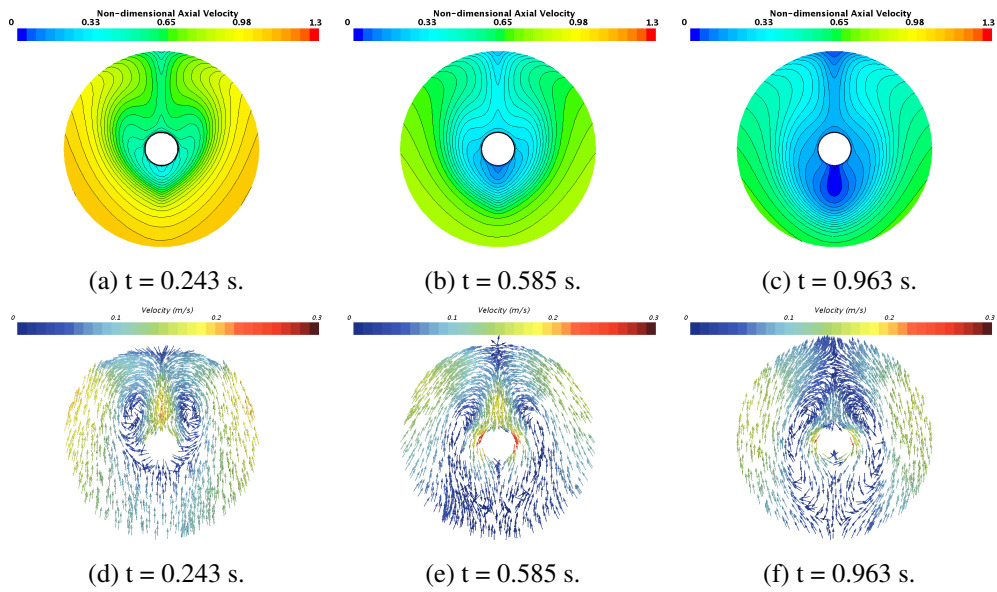 Non-dimensional Axial Velocity
0 0.33 0.65 0.98 1.3
Non-dimensional Axial Velocity
0 0.33 0.65 0.98 1.3
Non-dimensional Axial Velocity
0 0.33 0.65 0.98 1.3
(a) t = 0.243 s.
(b) t = 0.585 s.
(c) t = 0.963 s.
Velocity (m/s)
0 0.1 0.2 0.3
Velocity (m/s)
0 0.1 0.2 0.3
Velocity (m/s)
0 0.1 0.2 0.3
(d) t = 0.243 s.
(e) t = 0.585 s.
(f) t = 0.963 s.